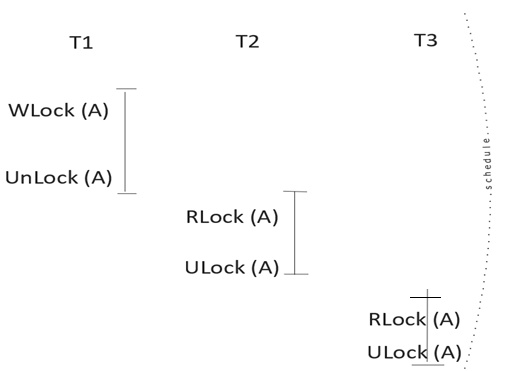 T1 T2 T3
WLock (A)
UnLock (A)
RLock (A)
ULock (A)
RLock (A)
ULock (A)
schedule